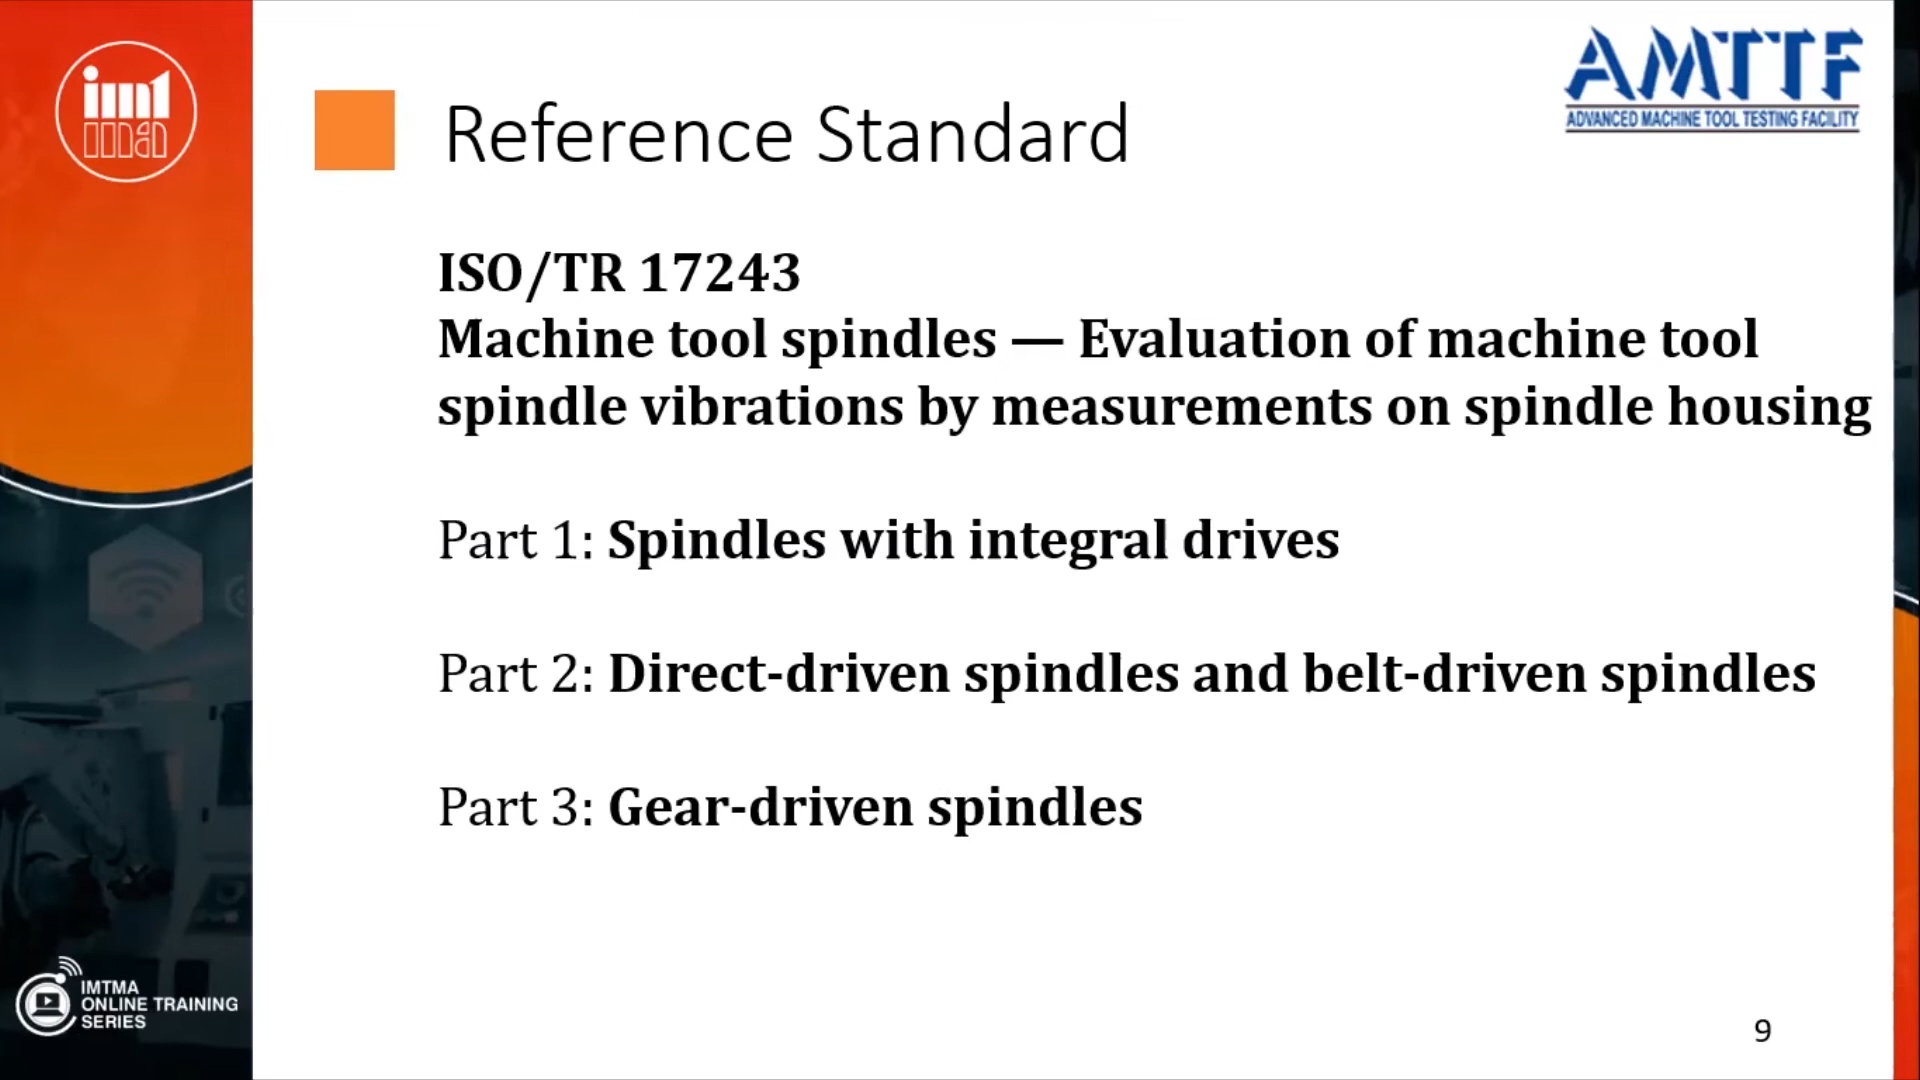 imt
ma
AMTTF
ADVANCED MACHINE TOOL TESTING FACILITY
Reference Standard
ISO/TR 17243
Machine tool spindles — Evaluation of machine tool
spindle vibrations by measurements on spindle housing
Part 1: Spindles with integral drives
Part 2: Direct-driven spindles and belt-driven spindles
Part 3: Gear-driven spindles
IMTMA
ONLINE TRAINING
SERIES
9